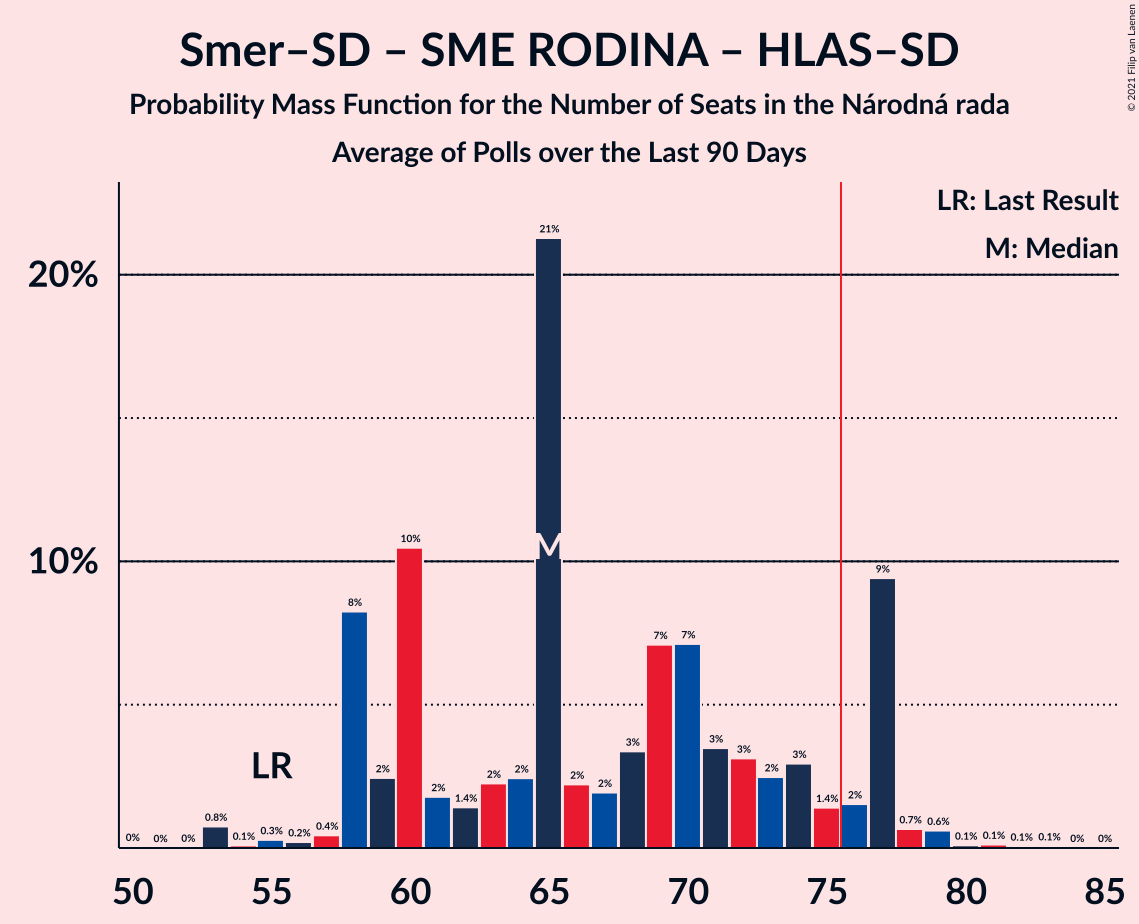 Smer–SD – SME RODINA – HLAS–SD
Probability Mass Function for the Number of Seats in the Národná rada
Average of Polls over the Last 90 Days
© 2021 Filip van Laenen
LR: Last Result
M: Median
20%
10%
LR
M
0% 0% 0% 0.8% 0.1% 0.3% 0.2% 0.4% 8% 2% 10% 2% 1.4% 2% 2% 21% 2% 2% 3% 7% 7% 3% 3% 2% 3% 1.4% 2% 9% 0.7% 0.6% 0.1% 0.1% 0.1% 0.1% 0% 0%
50 55 60 65 70 75 80 85